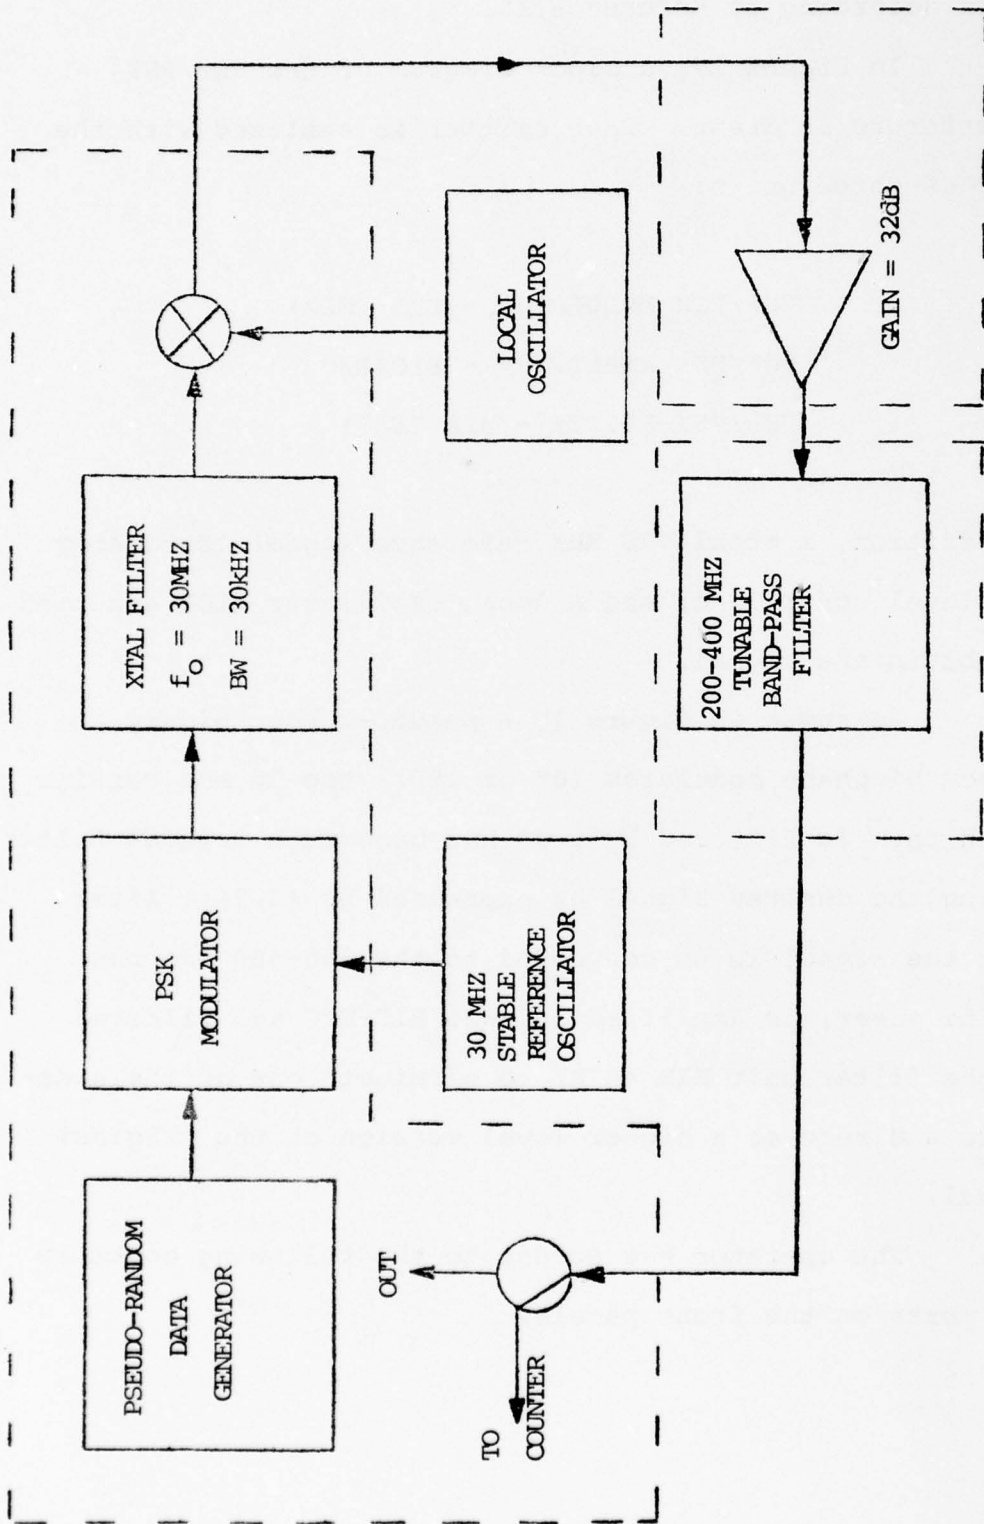 PSEUDO-RANDOM
DATA
GENERATOR
PSK
MODULATOR
XTAL FILTER
fo = 30MHZ
BW = 30kHZ
OUT
TO
COUNTER
30 MHZ
STABLE
REFERENCE
OSCILLATOR
LOCAL
OSCILLATOR
200-400 MHZ
TUNABLE
BAND-PASS
FILTER
GAIN = 32dB